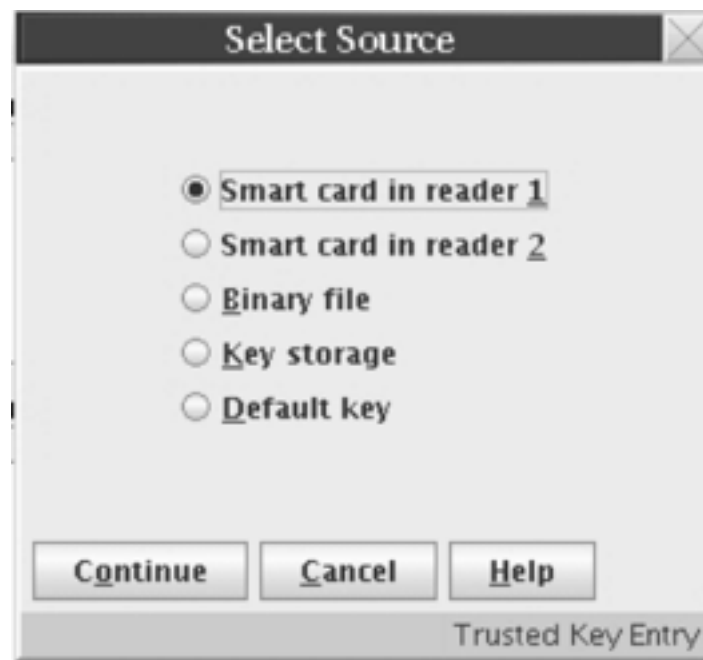 Select Source
Smart card in reader 1
Smart card in reader 2
Binary file
Key storage
Default key
Continue Cancel Help
Trusted Key Entry